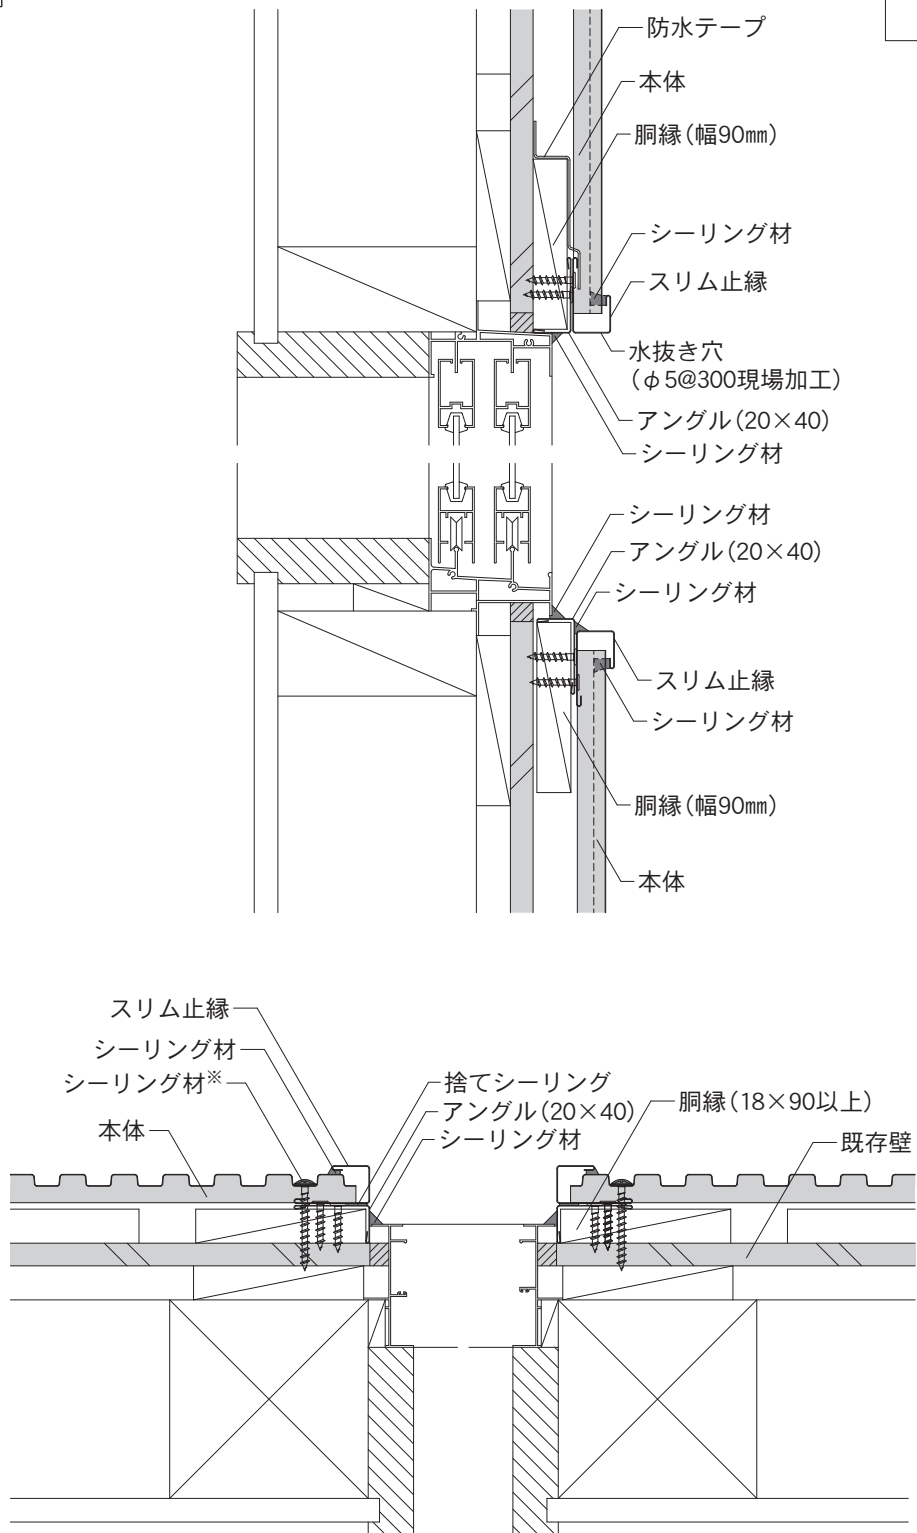 防水テープ
本体
胴縁(幅90㎜)
シーリング材
スリム止縁
水抜き穴
(φ5@300現場加工)
アングル(20×40)
シーリング材
シーリング材
アングル(20×40)
シーリング材
スリム止縁
シーリング材
胴縁(幅90㎜)
本体
スリム止縁
シーリング材
シーリング材※
本体
捨てシーリング
アングル(20×40)
シーリング材
胴縁(18×90以上)
既存壁